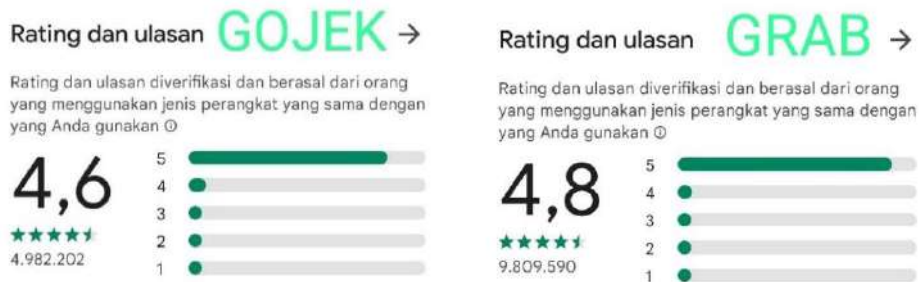 Rating dan ulasan GOJEK →
Rating dan ulasan diverifikasi dan berasal dari orang
yang menggunakan jenis perangkat yang sama dengan
yang Anda gunakan ⓘ
4,6
5
4
3
2
1
4.982.202
Rating dan ulasan GRAB →
Rating dan ulasan diverifikasi dan berasal dari orang
yang menggunakan jenis perangkat yang sama dengan
yang Anda gunakan ⓘ
4,8
5
4
3
2
1
9.809.590